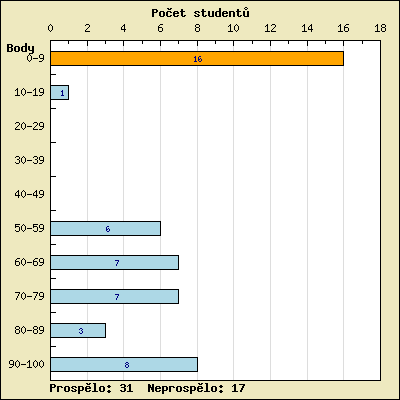 Počet studentů
0 2 4 6 8 10 12 14 16 18
Body
0-9 16
10-19 1
20-29
30-39
40-49
50-59 6
60-69 7
70-79 7
80-89 3
90-100 8
Prospělo: 31 Neprospělo: 17